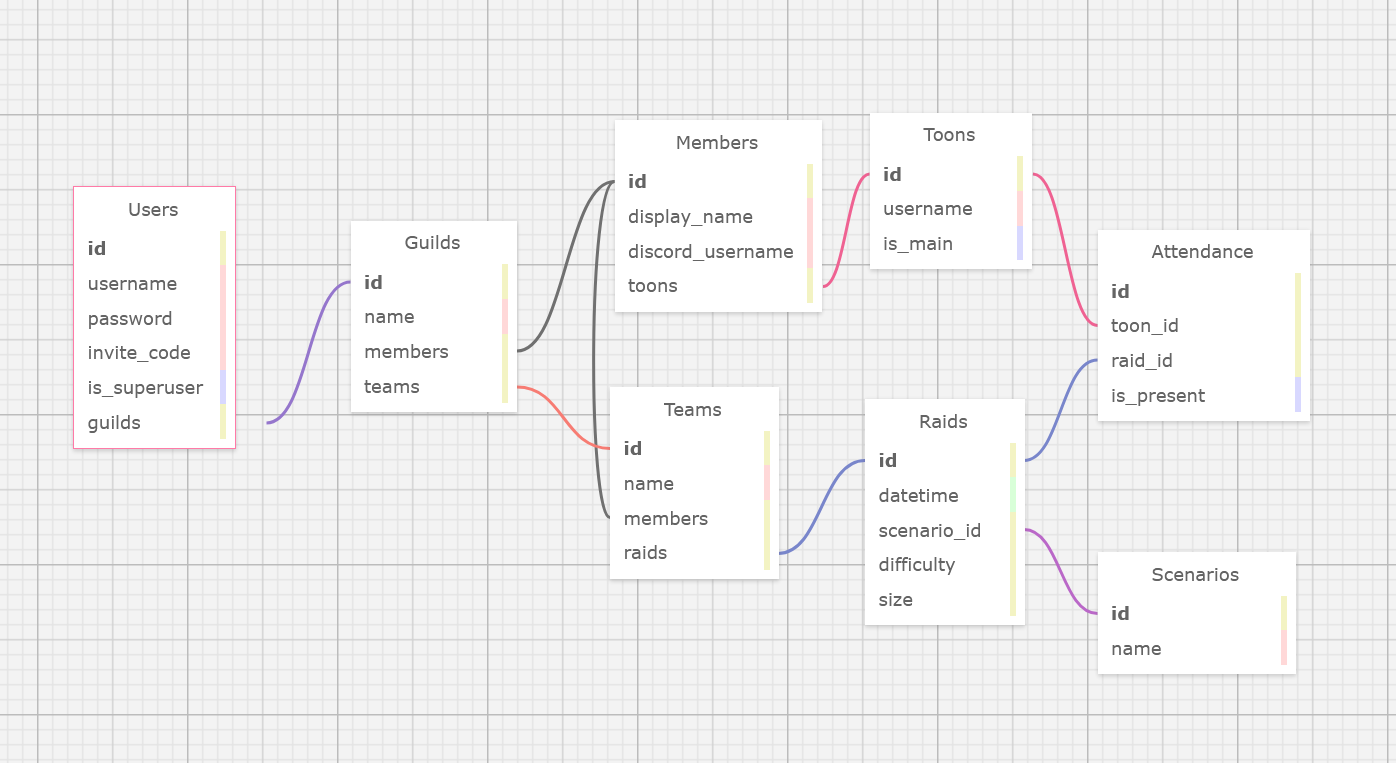 Users
id
username
password
invite_code
is_superuser
guilds
Guilds
id
name
members
teams
Members
id
display_name
discord_username
toons
Teams
id
name
members
raids
Toons
id
username
is_main
Raids
id
datetime
scenario_id
difficulty
size
Attendance
id
toon_id
raid_id
is_present
Scenarios
id
name